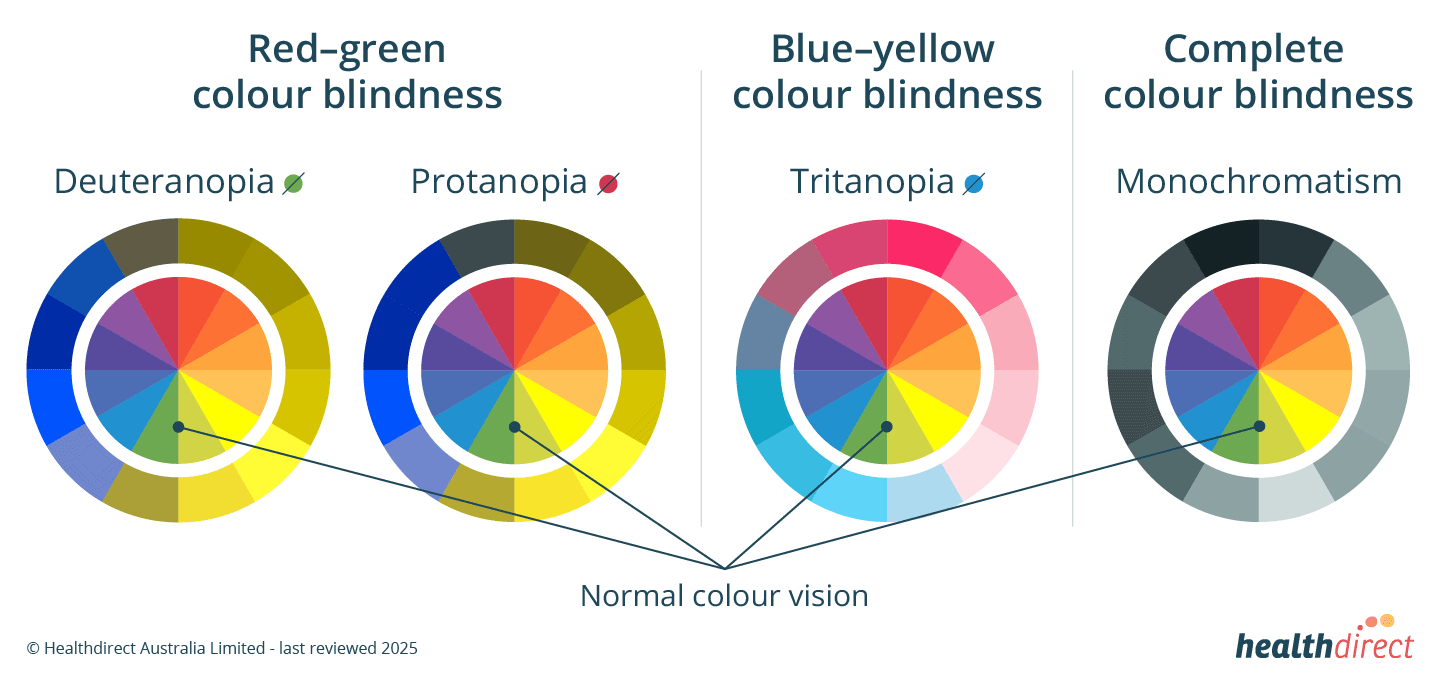 Red–green
colour blindness
Blue–yellow
colour blindness
Complete
colour blindness
Deuteranopia
Protanopia
Tritanopia
Monochromatism
Normal colour vision
© Healthdirect Australia Limited - last reviewed 2025
healthdirect